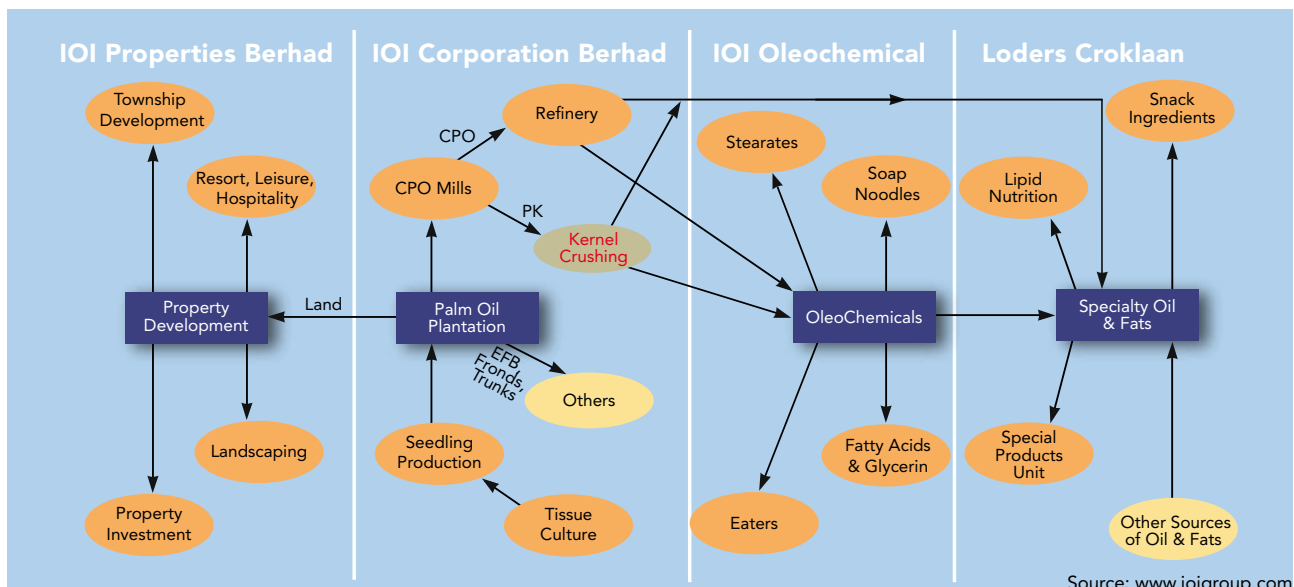 IOI Properties Berhad
IOI Corporation Berhad
IOI Oleochemical
Loders Croklaan
Township
Development
Resort, Leisure,
Hospitality
Property
Development
Landscaping
Property
Investment
Land
Refinery
CPO
CPO Mills
PK
Kernel
Crushing
Palm Oil
Plantation
EFB
Fronds,
Trunks
Others
Seedling
Production
Tissue
Culture
Stearates
Soap
Noodles
OleoChemicals
Fatty Acids
& Glycerin
Eaters
Snack
Ingredients
Lipid
Nutrition
Specialty Oil
& Fats
Special
Products
Unit
Other Sources
of Oil & Fats
Source: www.ioigroup.com